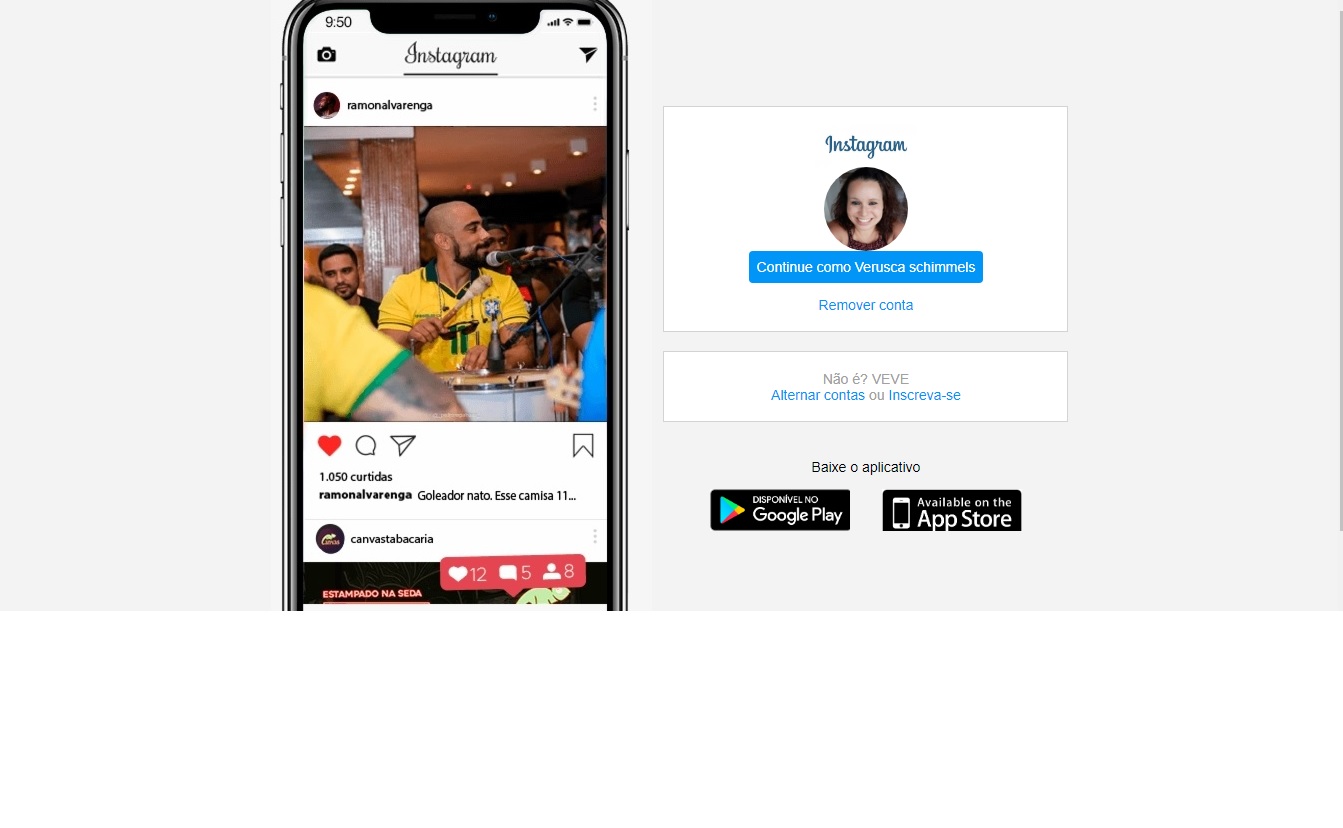 9:50
Instagram
ramonalvarenga
1.050 curtidas
ramonalvarenga Goleador nato. Esse camisa 11...
canvastabacaria
12 5 8
ESTAMPADO NA SEDA
Instagram
Continue como Verusca schimmels
Remover conta
Não é? VEVE
Alternar contas ou Inscreva-se
Baixe o aplicativo
DISPONÍVEL NO
Google Play
Available on the
App Store